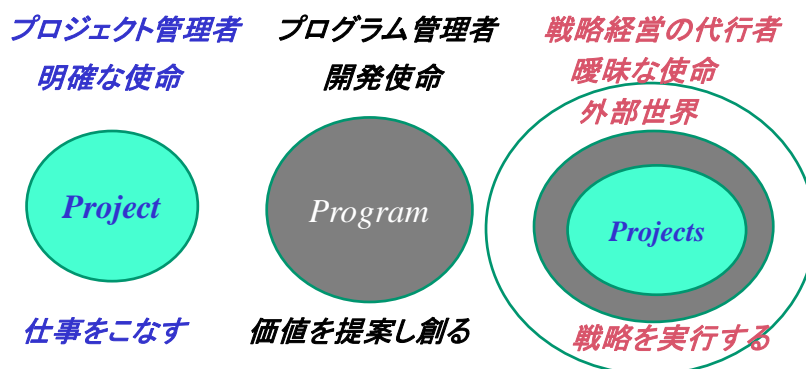 プロジェクト管理者
明確な使命
Project
仕事をこなす
プログラム管理者
開発使命
Program
価値を提案し創る
戦略経営の代行者
曖昧な使命
外部世界
Projects
戦略を実行する